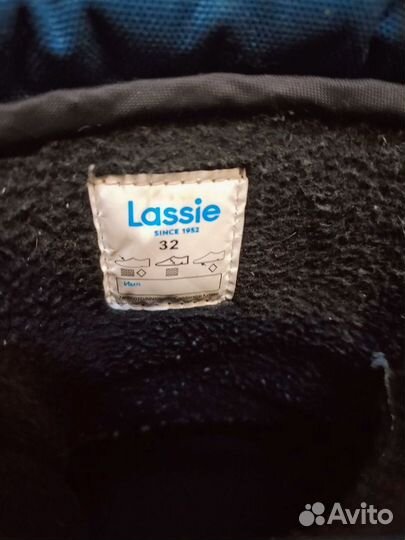 Lassie
SINCE 1952
32
Avito